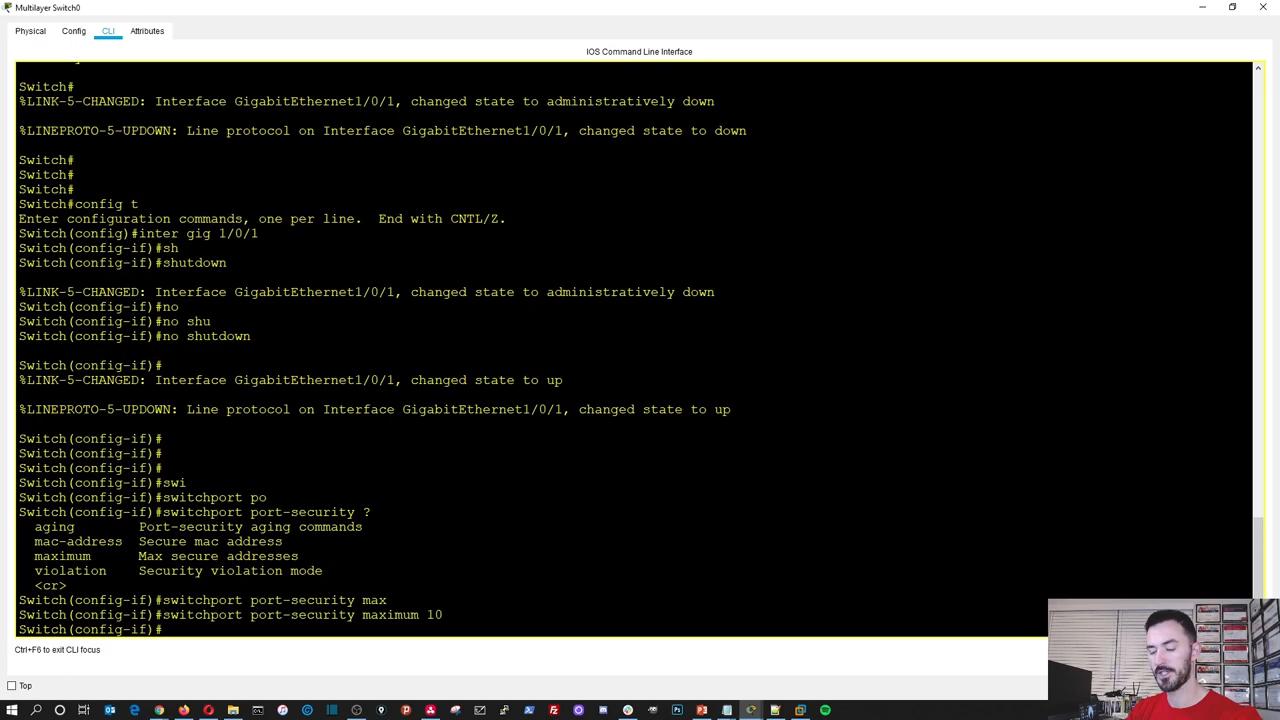 Multilayer Switch0
Physical Config CLI Attributes
IOS Command Line Interface
Switch#
%LINK-5-CHANGED: Interface GigabitEthernet1/0/1, changed state to administratively down
%LINEPROTO-5-UPDOWN: Line protocol on Interface GigabitEthernet1/0/1, changed state to down
Switch#
Switch#
Switch#
Switch#config t
Enter configuration commands, one per line.  End with CNTL/Z.
Switch(config)#inter gig 1/0/1
Switch(config-if)#sh
Switch(config-if)#shutdown
%LINK-5-CHANGED: Interface GigabitEthernet1/0/1, changed state to administratively down
Switch(config-if)#no
Switch(config-if)#no shu
Switch(config-if)#no shutdown
Switch(config-if)#
%LINK-5-CHANGED: Interface GigabitEthernet1/0/1, changed state to up
%LINEPROTO-5-UPDOWN: Line protocol on Interface GigabitEthernet1/0/1, changed state to up
Switch(config-if)#
Switch(config-if)#
Switch(config-if)#
Switch(config-if)#swi
Switch(config-if)#switchport po
Switch(config-if)#switchport port-security ?
aging Port-security aging commands
mac-address Secure mac address
maximum Max secure addresses
violation Security violation mode
<cr>
Switch(config-if)#switchport port-security max
Switch(config-if)#switchport port-security maximum 10
Switch(config-if)#
Ctrl+F6 to exit CLI focus
Top